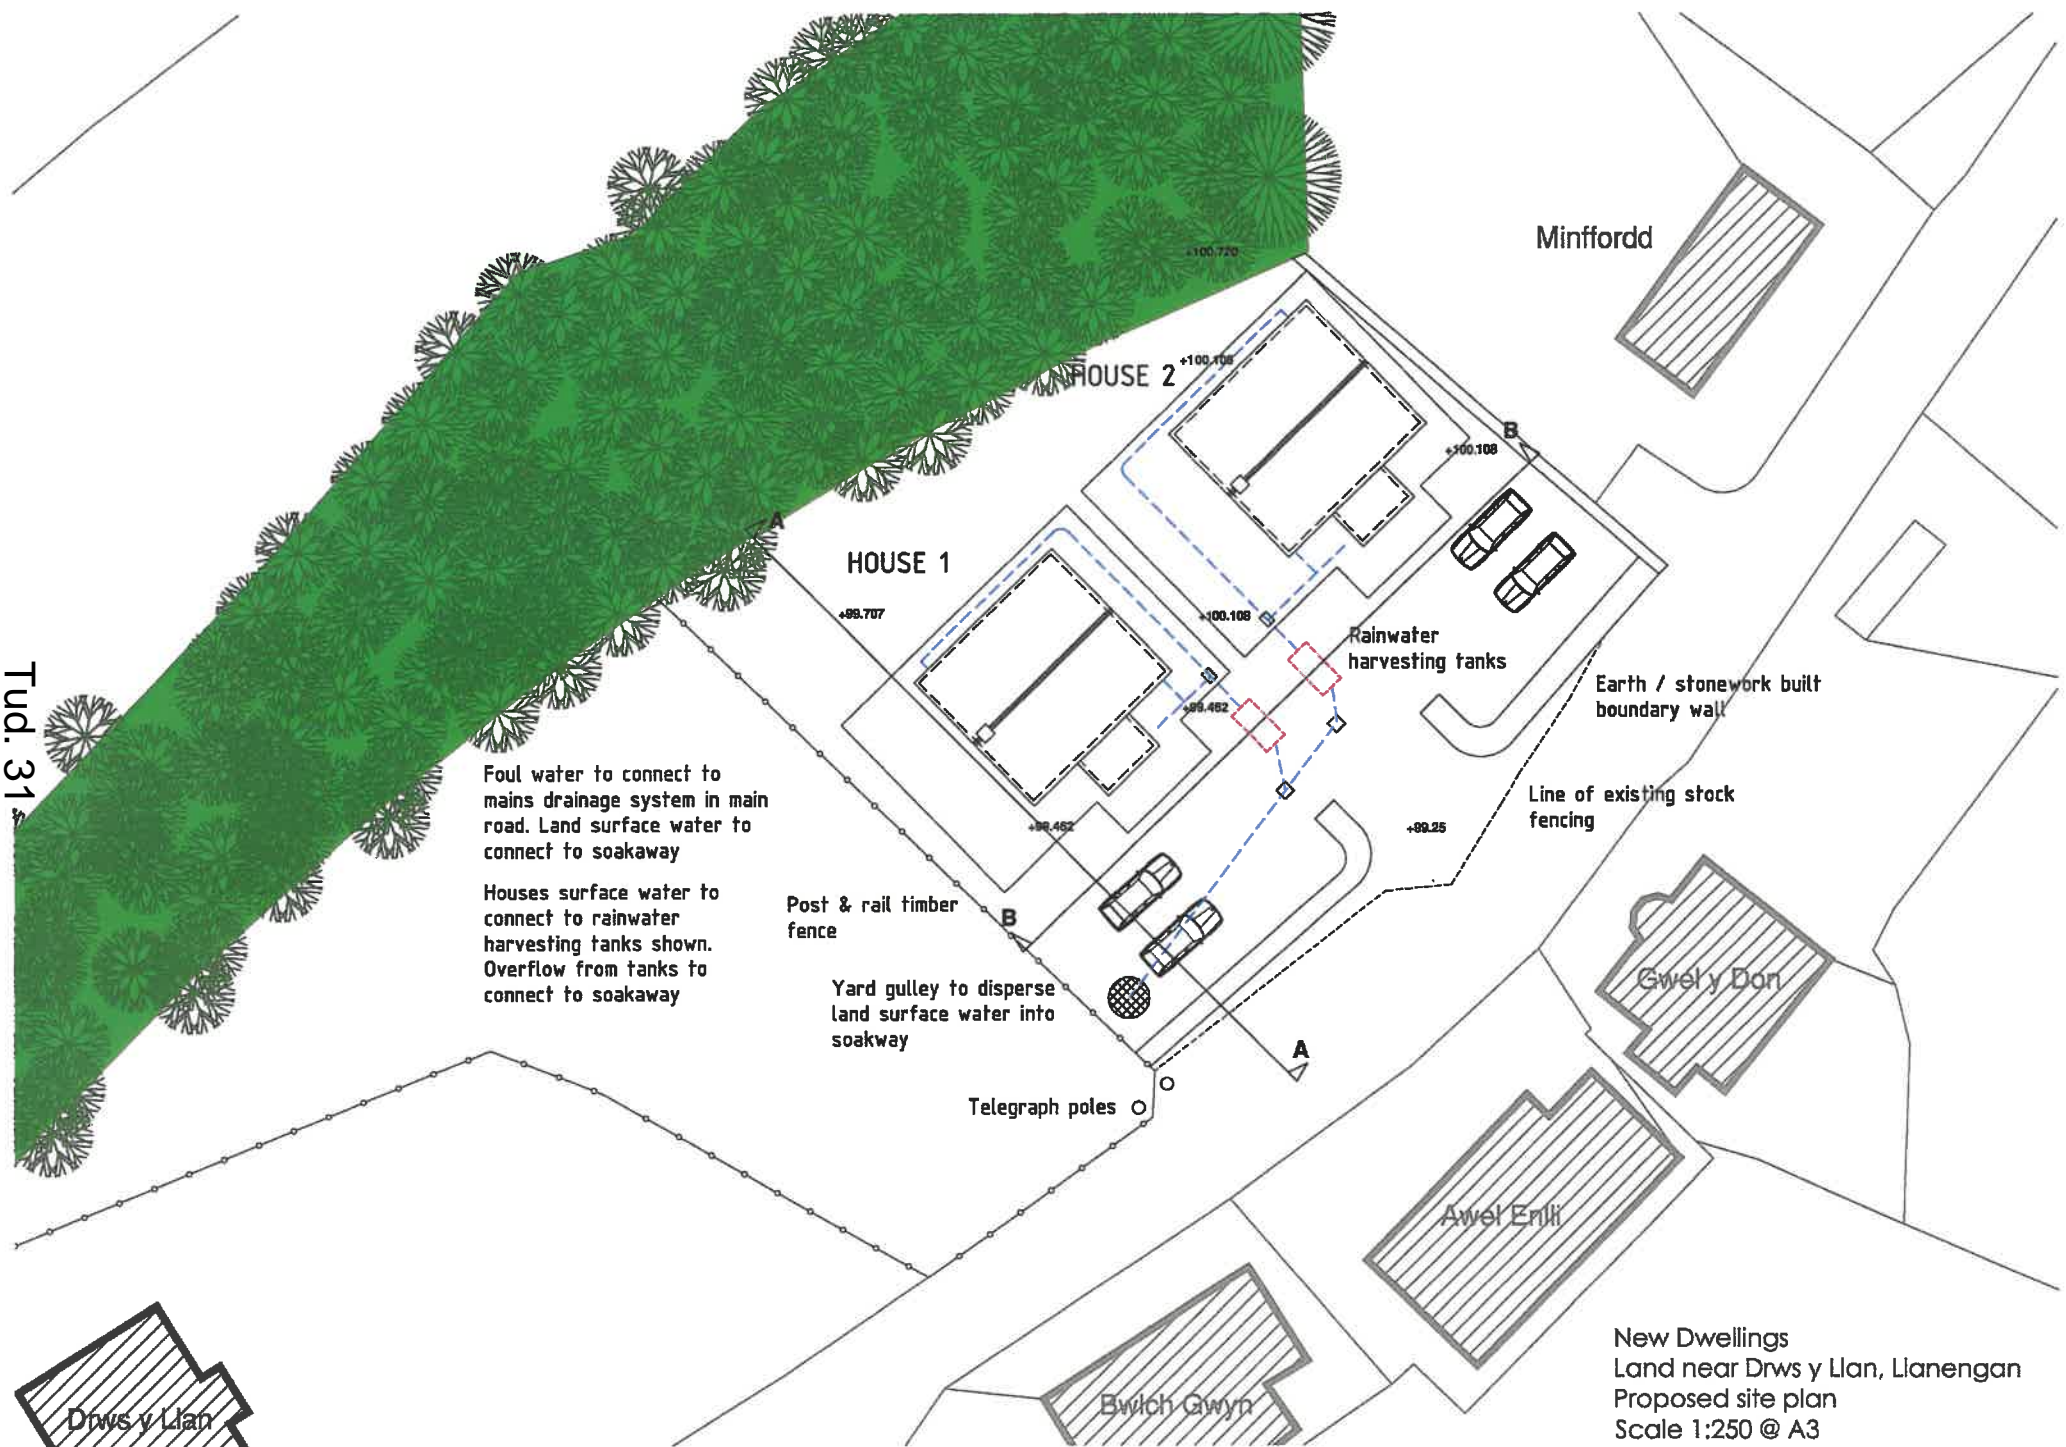 +100.720
Minffordd
HOUSE 2
+100.108
B
+100.108
A
HOUSE 1
+99.707
+100.108
Rainwater
harvesting tanks
Earth / stonework built
boundary wall
+99.462
Tud. 31
Foul water to connect to
mains drainage system in main
road. Land surface water to
connect to soakaway
Line of existing stock
fencing
+99.462
+99.25
Houses surface water to
connect to rainwater
harvesting tanks shown.
Overflow from tanks to
connect to soakaway
Post & rail timber
fence
B
Yard gulley to disperse
land surface water into
soakway
Gwel y Don
A
Telegraph poles
Awel Enlli
Bwlch Gwyn
Drws y Llan
New Dwellings
Land near Drws y Llan, Llanengan
Proposed site plan
Scale 1:250 @ A3